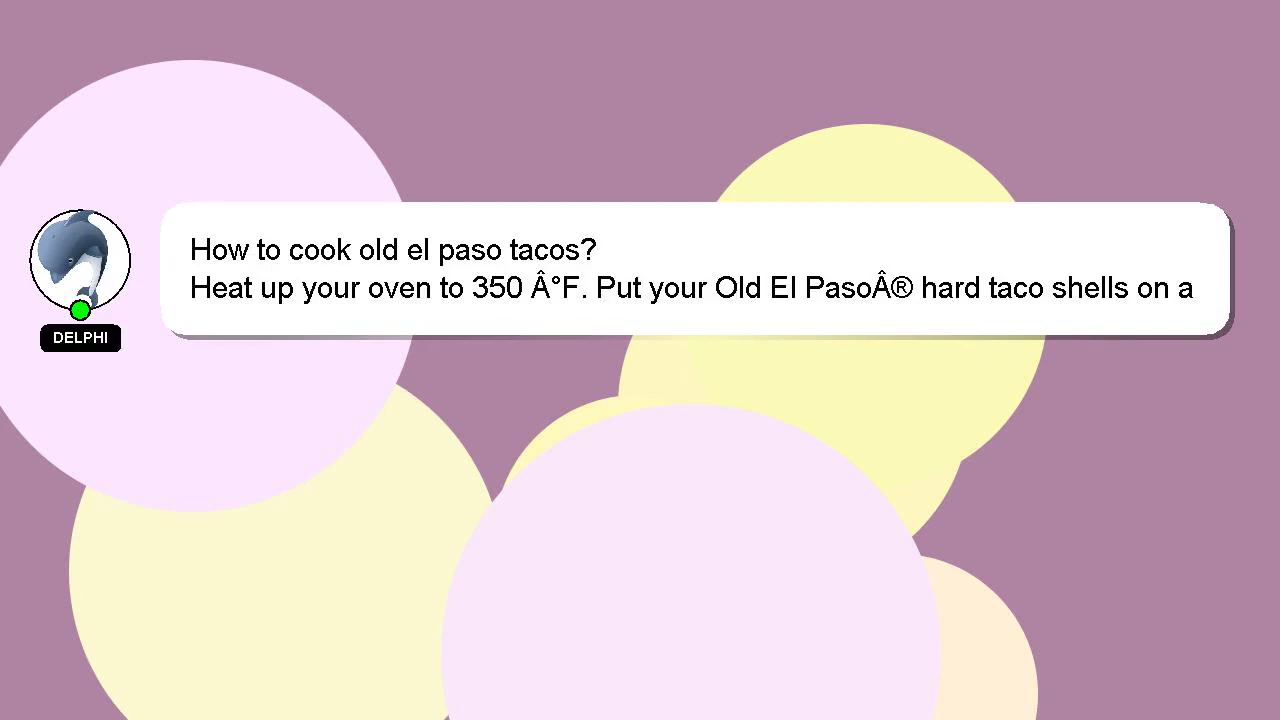 How to cook old el paso tacos?
Heat up your oven to 350 Â°F. Put your Old El PasoÂ® hard taco shells on a
DELPHI